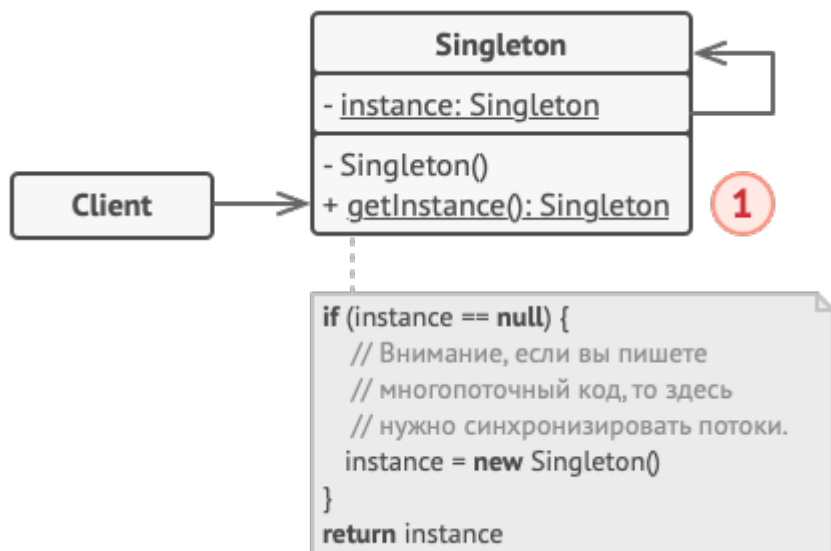 Singleton
- instance: Singleton
- Singleton()
+ getInstance(): Singleton
Client
1
if (instance == null) {
// Внимание, если вы пишете
// многопоточный код, то здесь
// нужно синхронизировать потоки.
instance = new Singleton()
}
return instance